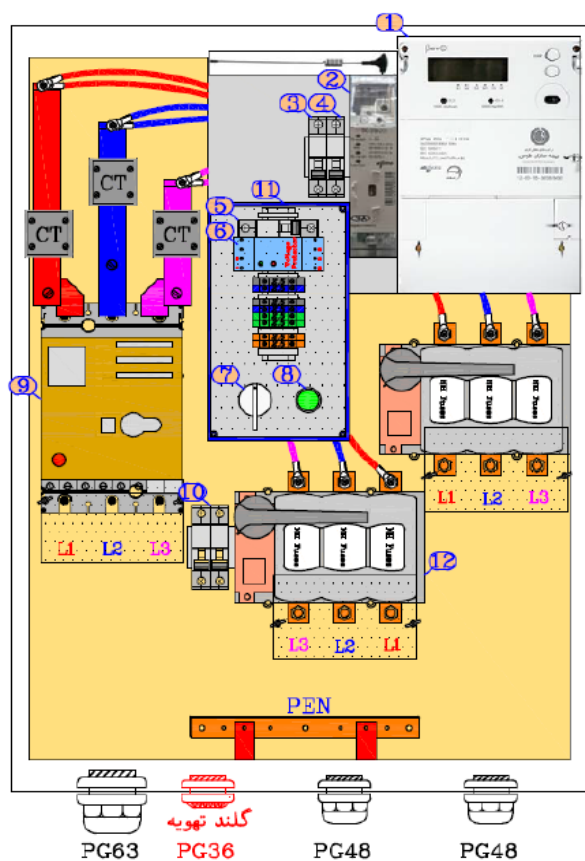 1
2
3
4
11
5
6
Voltage
CT
CT
CT
9
7
8
NH Fuses
NH Fuses
NH Fuses
L1
L2
L3
10
NH Fuses
NH Fuses
NH Fuses
12
L1
L2
L3
L3
L2
L1
PEN
گلند تهویه
PG63
PG36
PG48
PG48